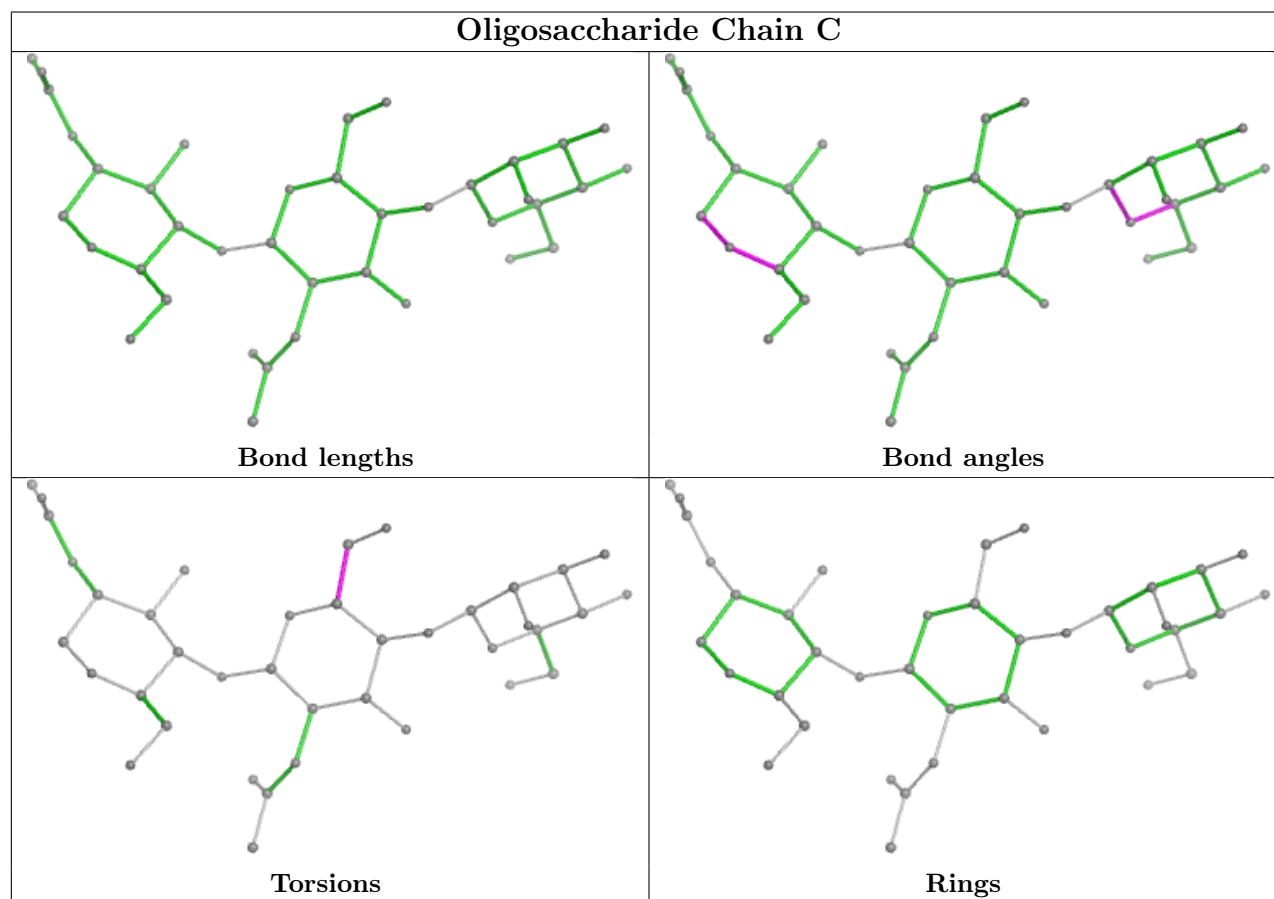 Oligosaccharide Chain C
Bond lengths
Bond angles
Torsions
Rings